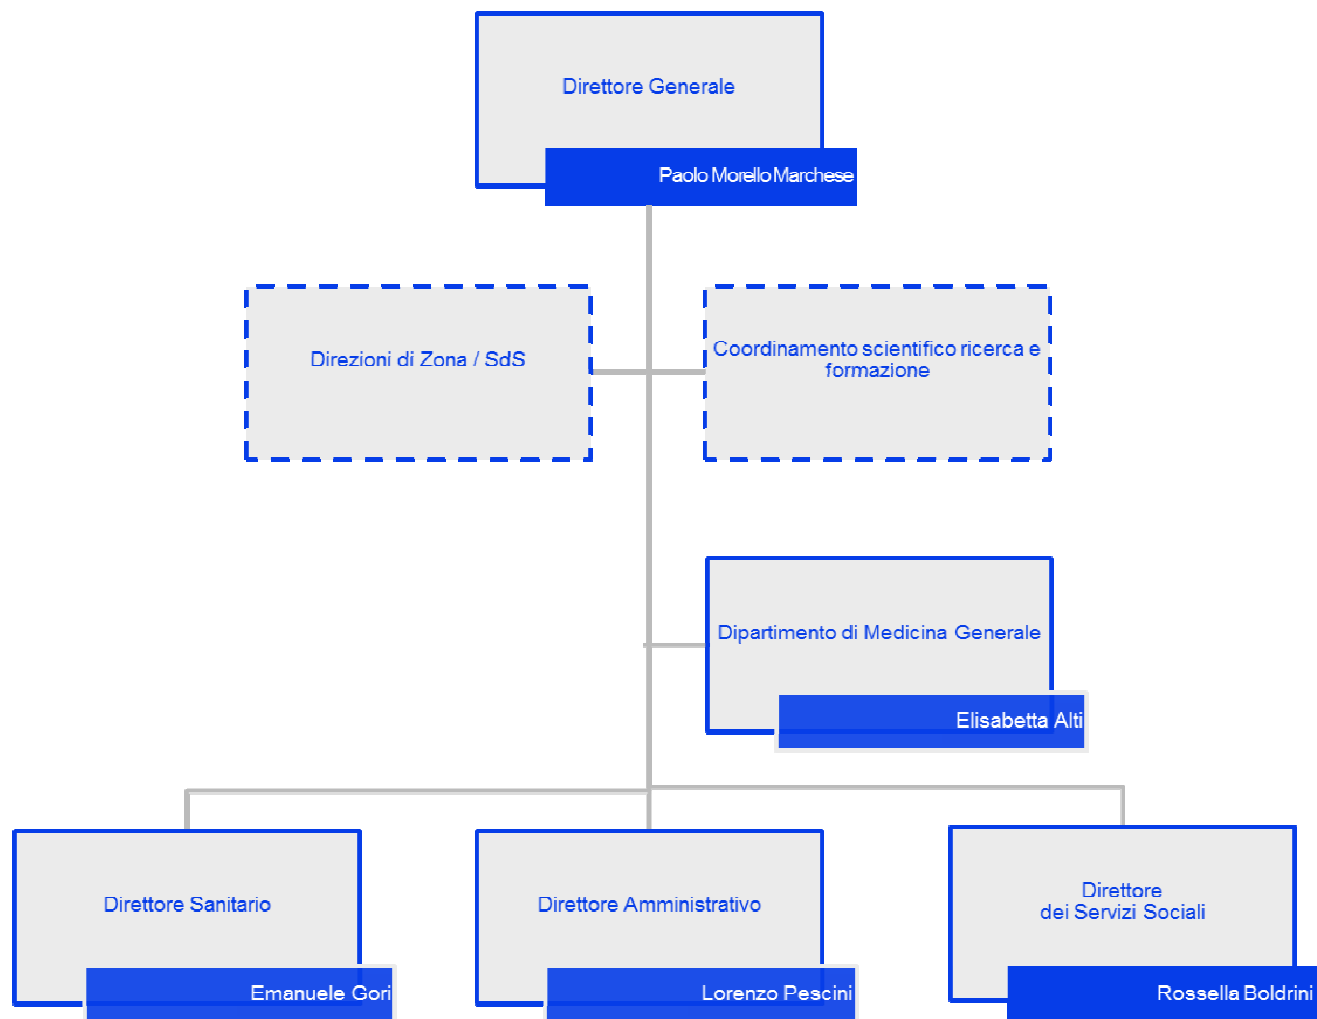 Direttore Generale
Paolo Morello Marchese
Direzioni di Zona / SdS
Coordinamento scientifico ricerca e
formazione
Dipartimento di Medicina Generale
Elisabetta Alti
Direttore Sanitario
Emanuele Gori
Direttore Amministrativo
Lorenzo Pescini
Direttore
dei Servizi Sociali
Rossella Boldrini